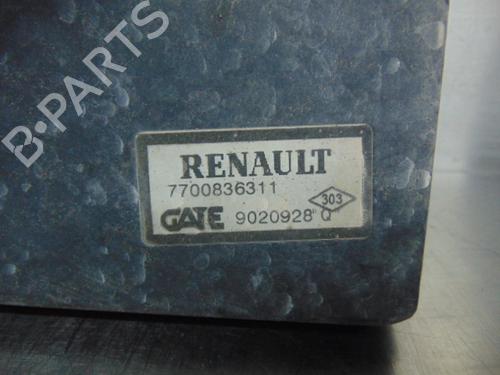 B-PARTS
RENAULT
7700836311
303
GATE 9020928"Q"